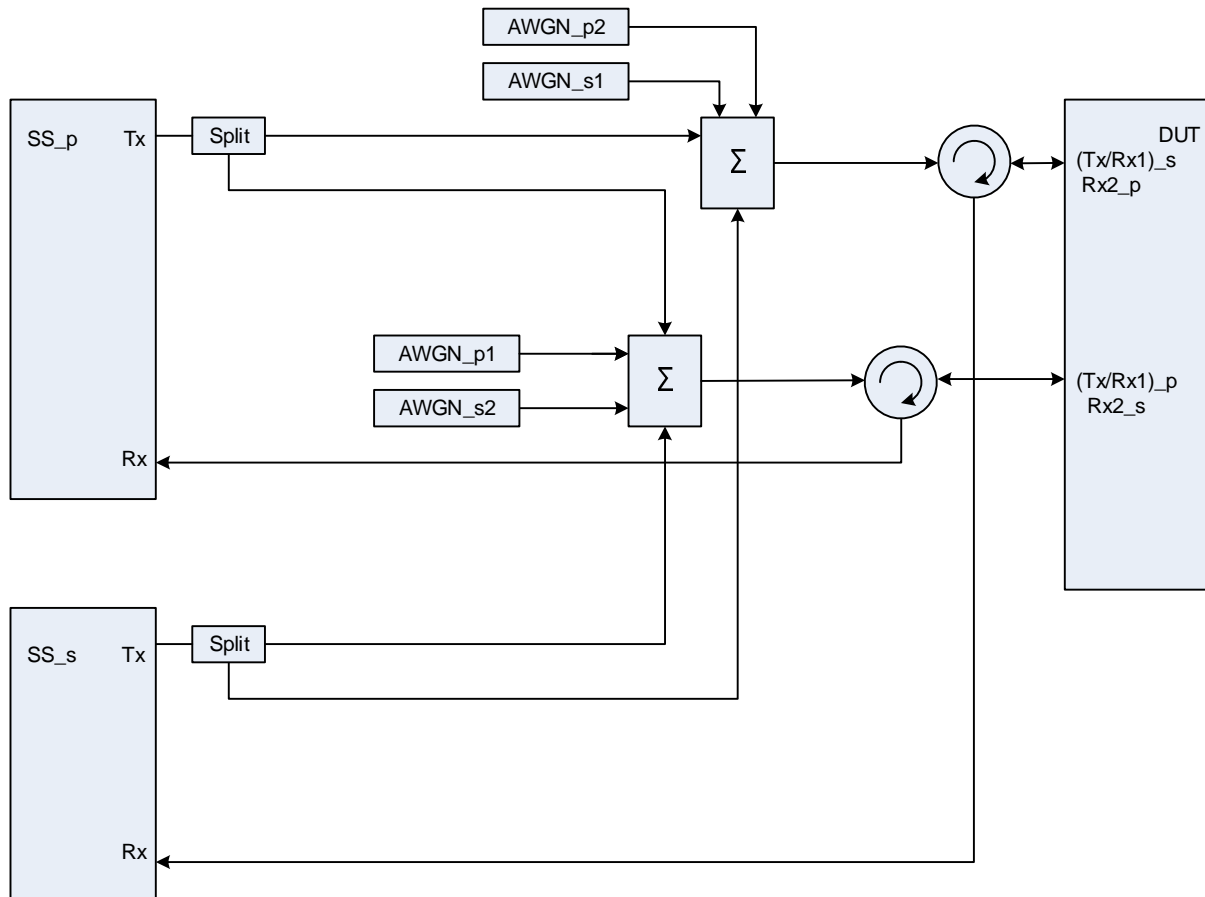 AWGN_p2
AWGN_s1
SS_p
Tx
Split
Σ
DUT
(Tx/Rx1)_s
Rx2_p
AWGN_p1
AWGN_s2
Σ
(Tx/Rx1)_p
Rx2_s
Rx
SS_s
Tx
Split
Rx